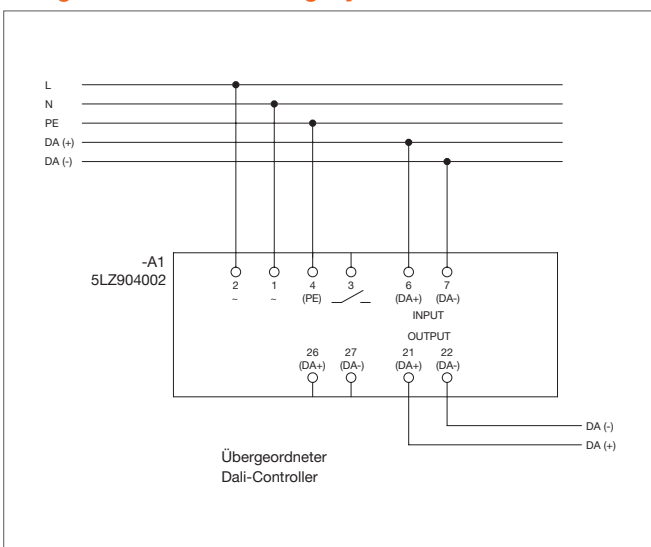 L
N
PE
DA (+)
DA (-)
-A1
5LZ904002
2 1 4 3 6 7
~ ~ (PE) (DA+) (DA-)
INPUT
OUTPUT
26 27 21 22
(DA+) (DA-) (DA+) (DA-)
DA (-)
DA (+)
Übergeordneter
Dali-Controller